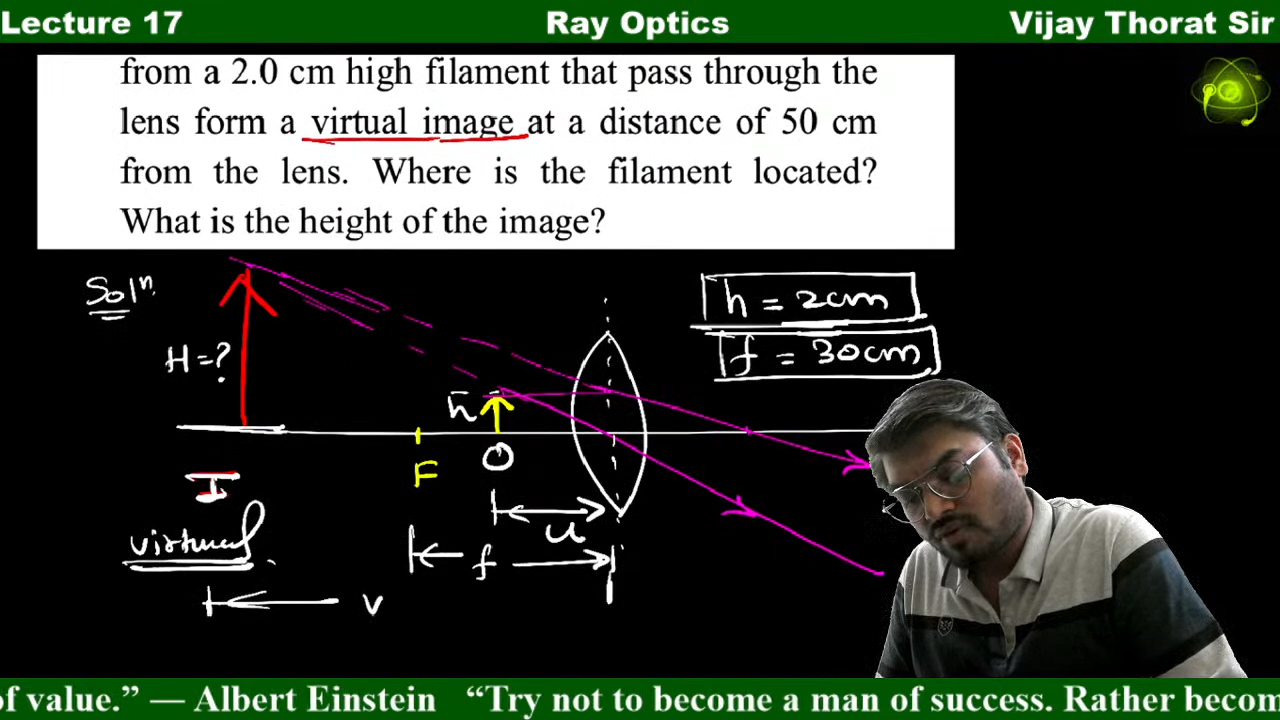 Lecture 17
Ray Optics
Vijay Thorat Sir
from a 2.0 cm high filament that pass through the
lens form a virtual image at a distance of 50 cm
from the lens. Where is the filament located?
What is the height of the image?
Solⁿ.
h = 2cm
f = 30cm
H = ?
h
F
O
I
u
virtual
f
v
of value.” — Albert Einstein “Try not to become a man of success. Rather becom